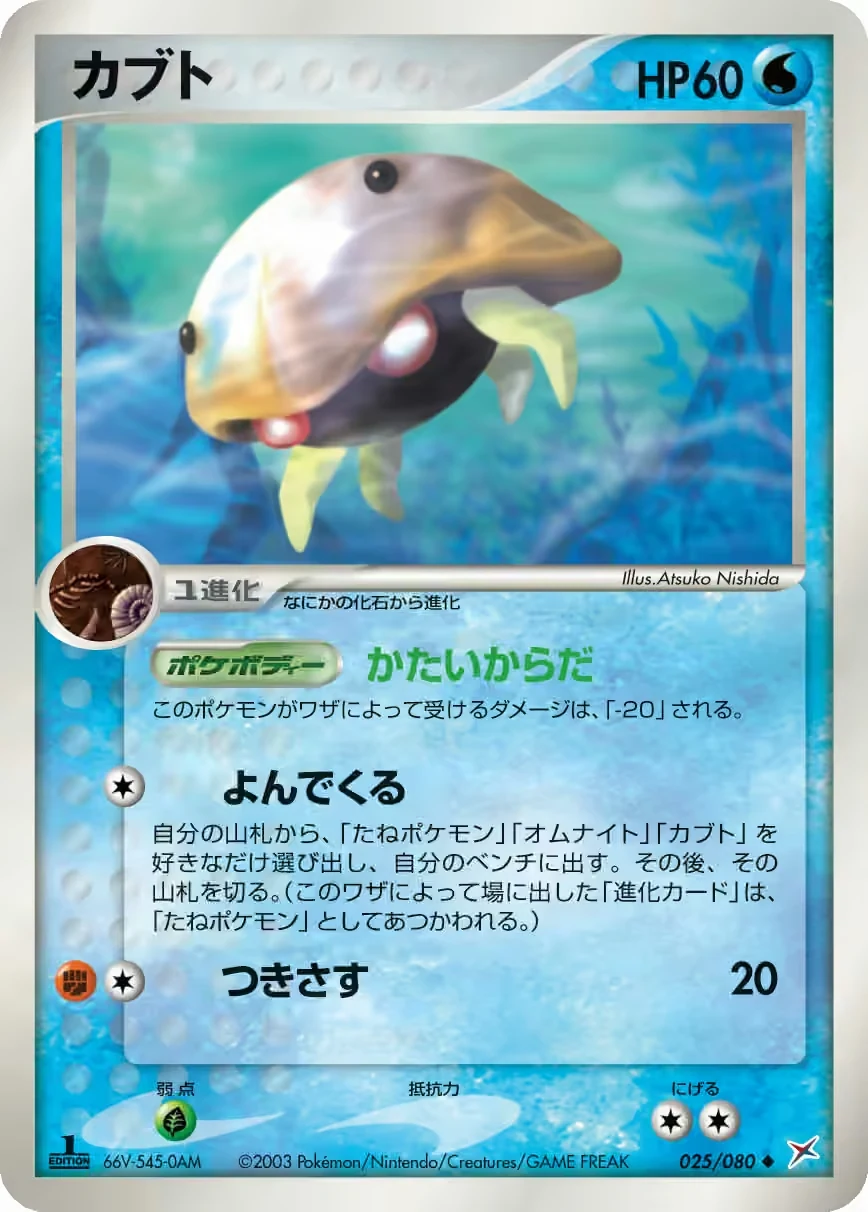 カブト
HP60
Illus.Atsuko Nishida
1進化
なにかの化石から進化
ポケボディー かたいからだ
このポケモンがワザによって受けるダメージは、「-20」される。
よんでくる
自分の山札から、「たねポケモン」「オムナイト」「カブト」を
好きなだけ選び出し、自分のベンチに出す。その後、その
山札を切る。（このワザによって場に出した「進化カード」は、
「たねポケモン」としてあつかわれる。）
つきさす 20
弱点 抵抗力 にげる
1 EDITION 66V-545-0AM ©2003 Pokémon/Nintendo/Creatures/GAME FREAK 025/080